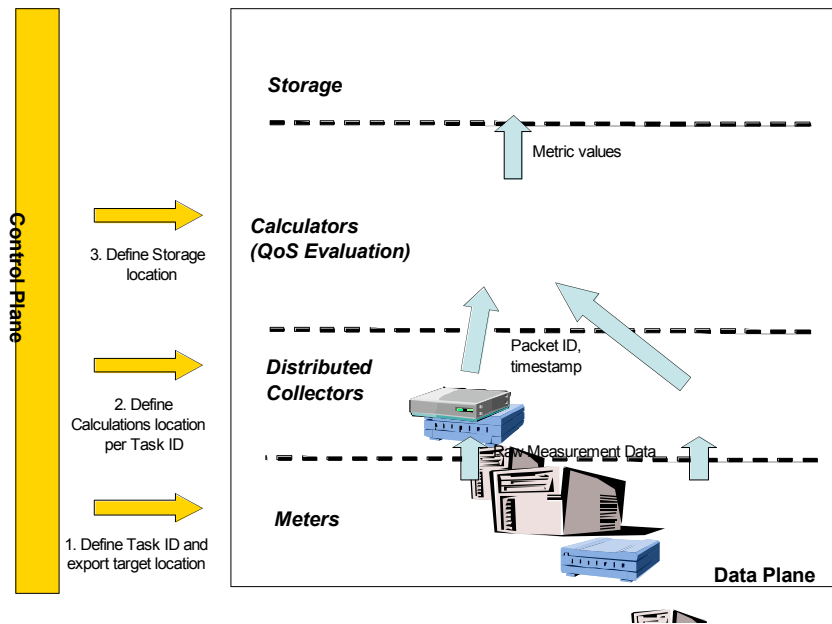 Control Plane
Storage
Metric values
Calculators
(QoS Evaluation)
3. Define Storage
location
Packet ID,
timestamp
Distributed
Collectors
2. Define
Calculations location
per Task ID
Raw Measurement Data
Meters
1. Define Task ID and
export target location
Data Plane